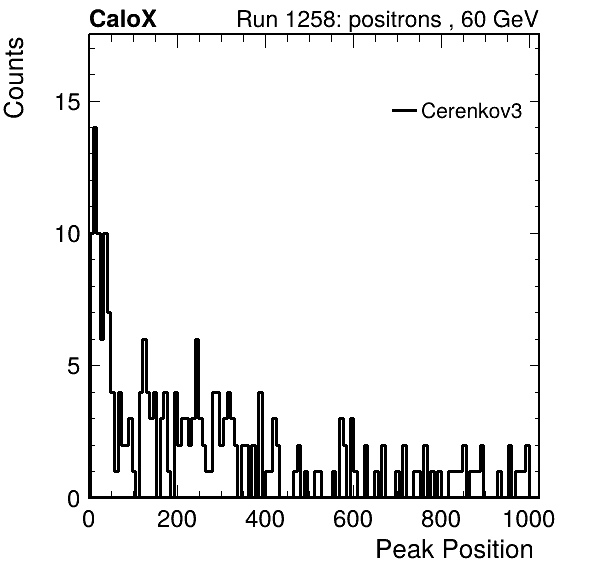 CaloX Run 1258: positrons , 60 GeV
Counts
Cerenkov3
15
10
5
0
0 200 400 600 800 1000
Peak Position